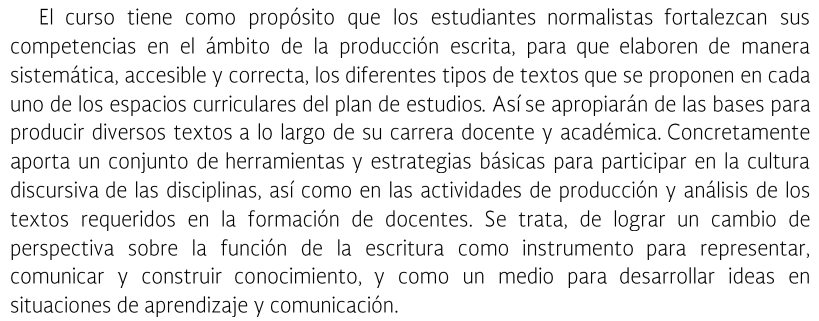 El curso tiene como propósito que los estudiantes normalistas fortalezcan sus
competencias en el ámbito de la producción escrita, para que elaboren de manera
sistemática, accesible y correcta, los diferentes tipos de textos que se proponen en cada
uno de los espacios curriculares del plan de estudios. Así se apropiarán de las bases para
producir diversos textos a lo largo de su carrera docente y académica. Concretamente
aporta un conjunto de herramientas y estrategias básicas para participar en la cultura
discursiva de las disciplinas, así como en las actividades de producción y análisis de los
textos requeridos en la formación de docentes. Se trata, de lograr un cambio de
perspectiva sobre la función de la escritura como instrumento para representar,
comunicar y construir conocimiento, y como un medio para desarrollar ideas en
situaciones de aprendizaje y comunicación.